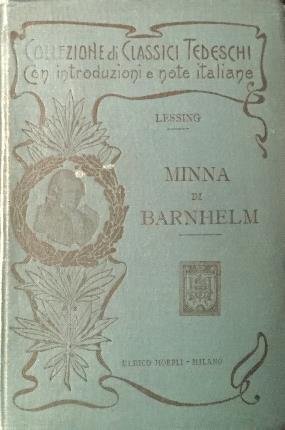 COLLEZIONE di CLASSICI TEDESCHI
Con introduzioni e note italiane
LESSING
MINNA
DI
BARNHELM
ULRICO HOEPLI - MILANO